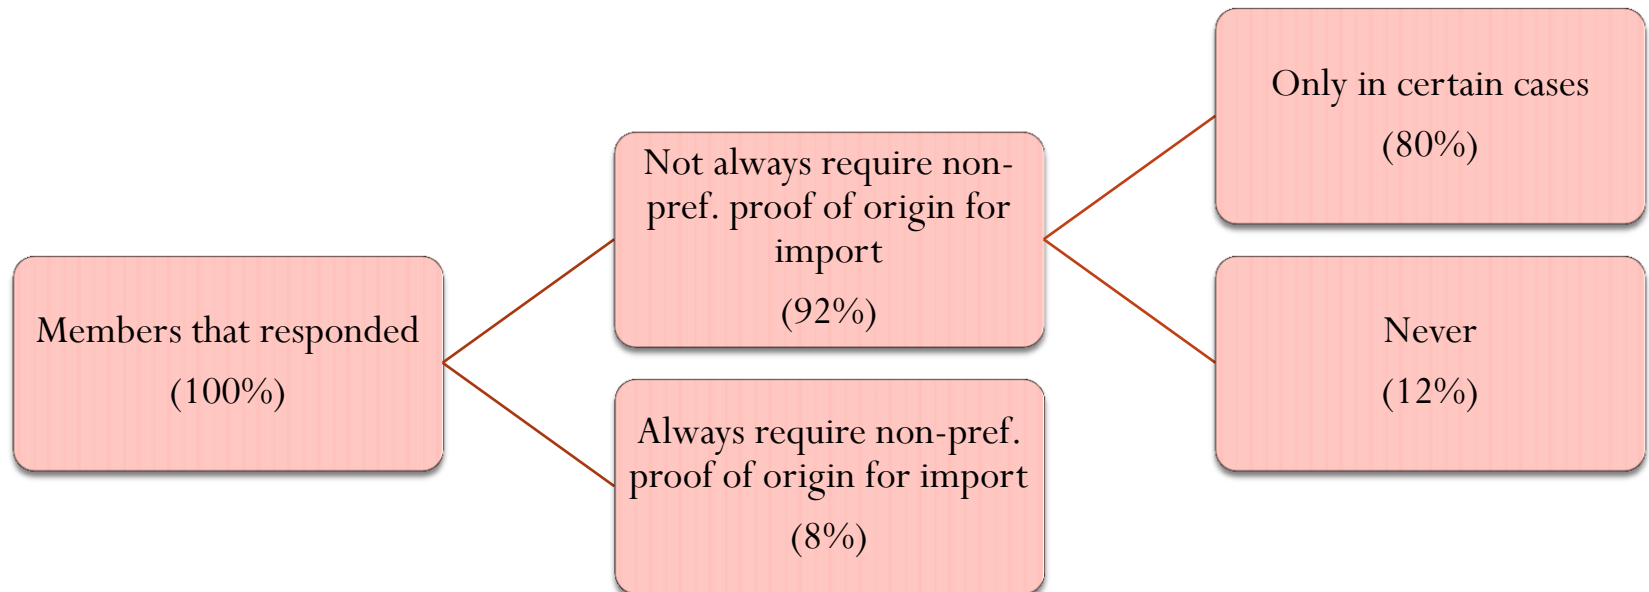 Members that responded
(100%)
Not always require non-
pref. proof of origin for
import
(92%)
Always require non-pref.
proof of origin for import
(8%)
Only in certain cases
(80%)
Never
(12%)